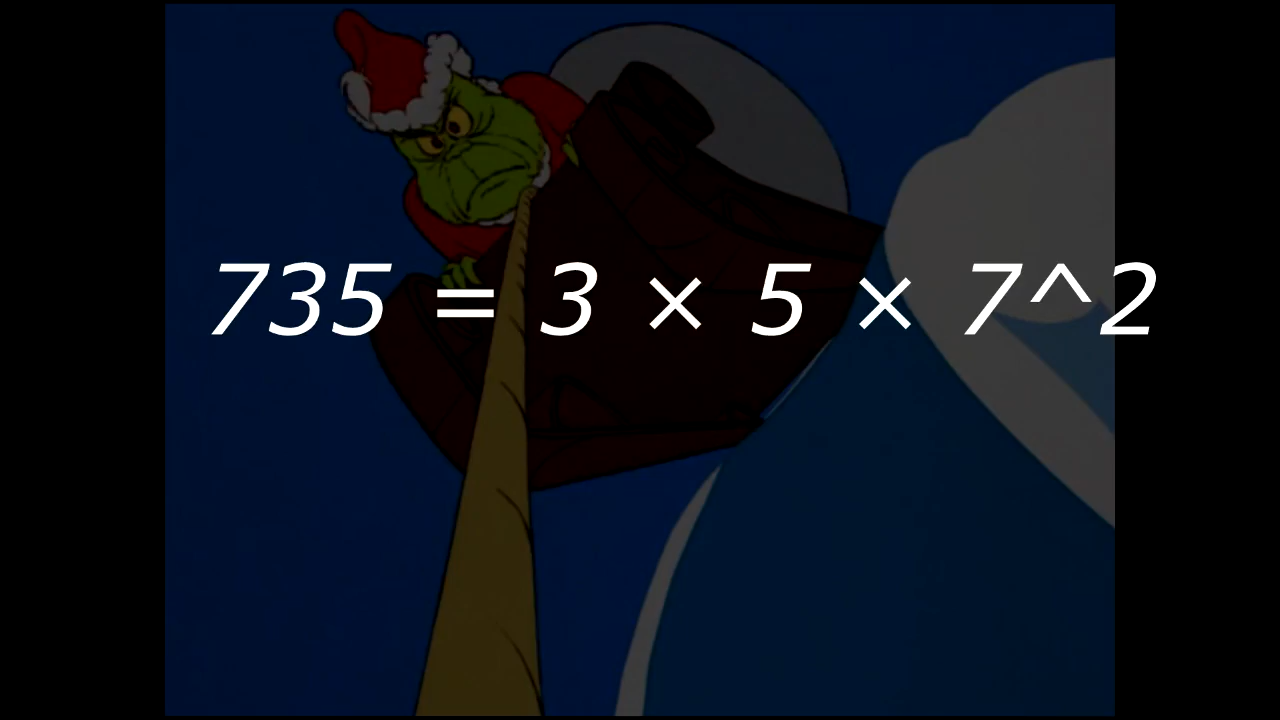 735 = 3 × 5 × 7^2